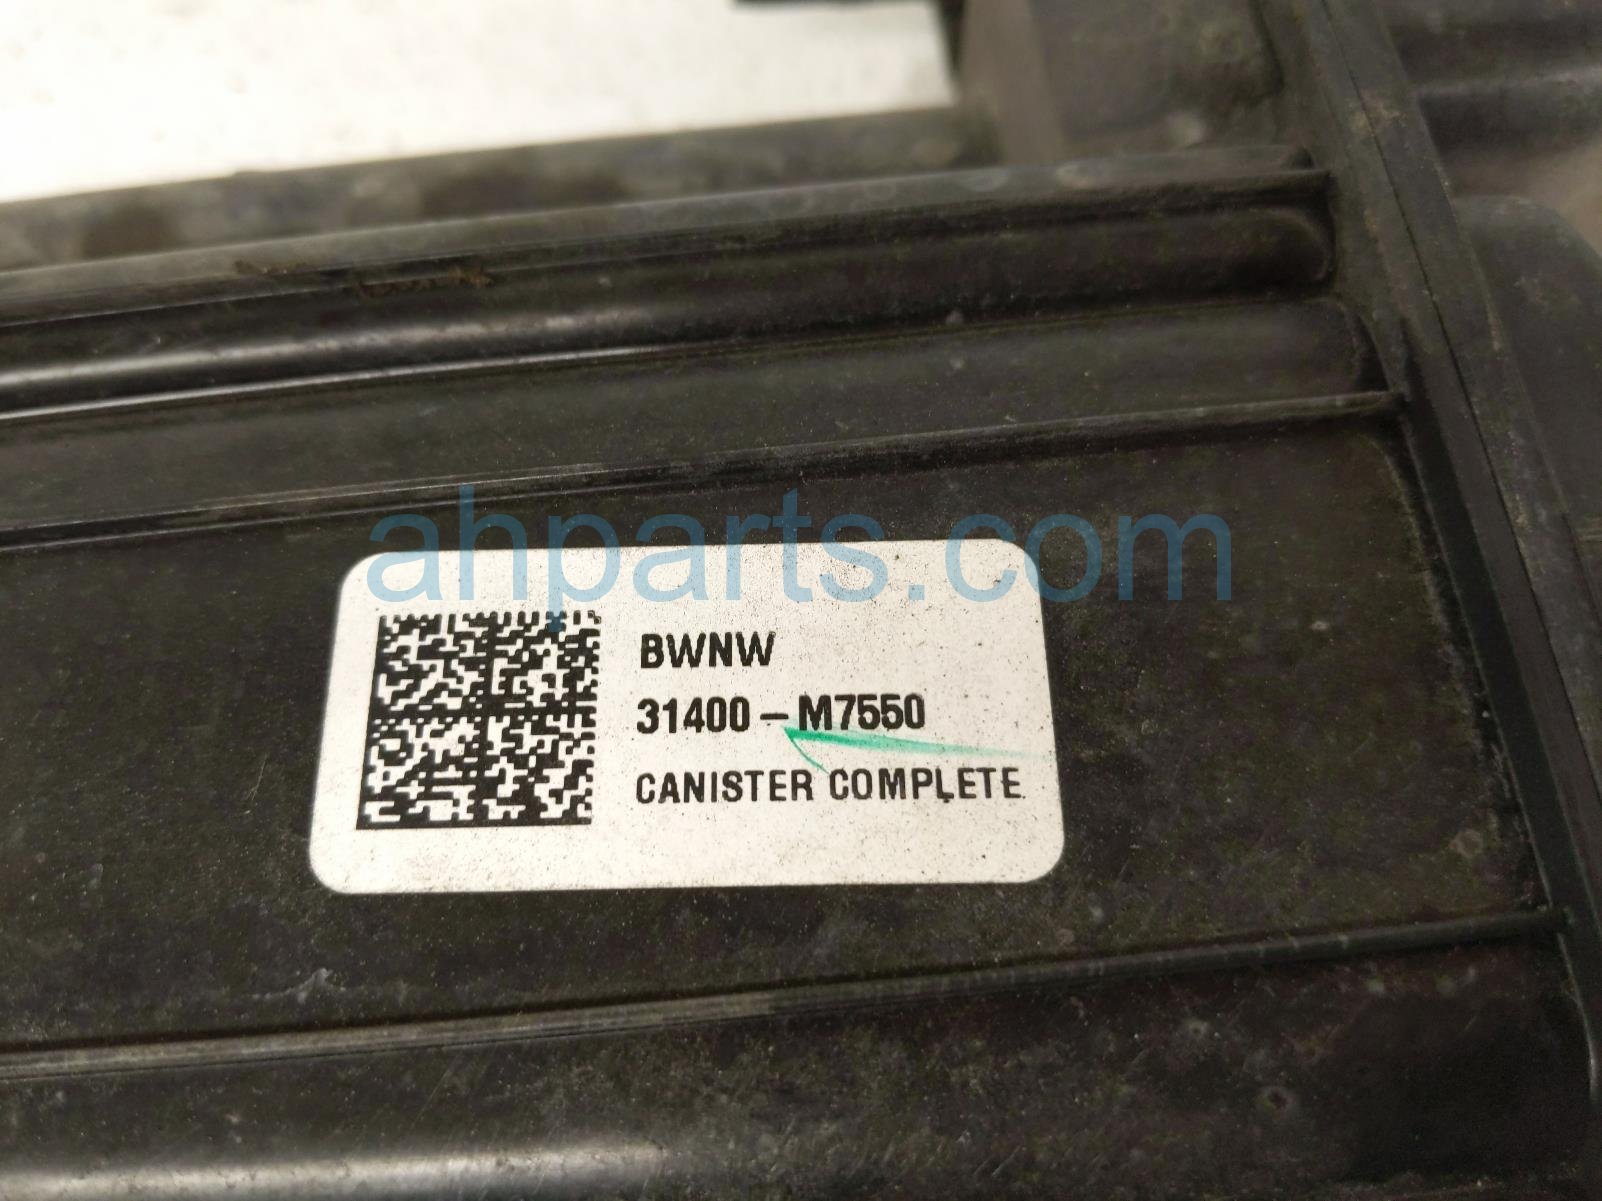 ahparts.com
BWNW
31400-M7550
CANISTER COMPLETE